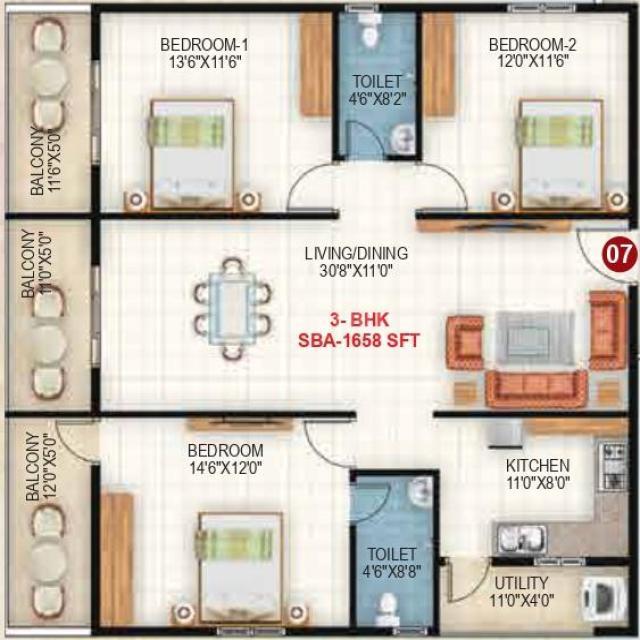 BEDROOM-1
13'6"X11'6"
TOILET
4'6"X8'2"
BEDROOM-2
12'0"X11'6"
BALCONY
11'6"X5'0"
BALCONY
11'0"X5'0"
LIVING/DINING
30'8"X11'0"
07
3- BHK
SBA-1658 SFT
BALCONY
12'0"X5'0"
BEDROOM
14'6"X12'0"
KITCHEN
11'0"X8'0"
TOILET
4'6"X8'8"
UTILITY
11'0"X4'0"